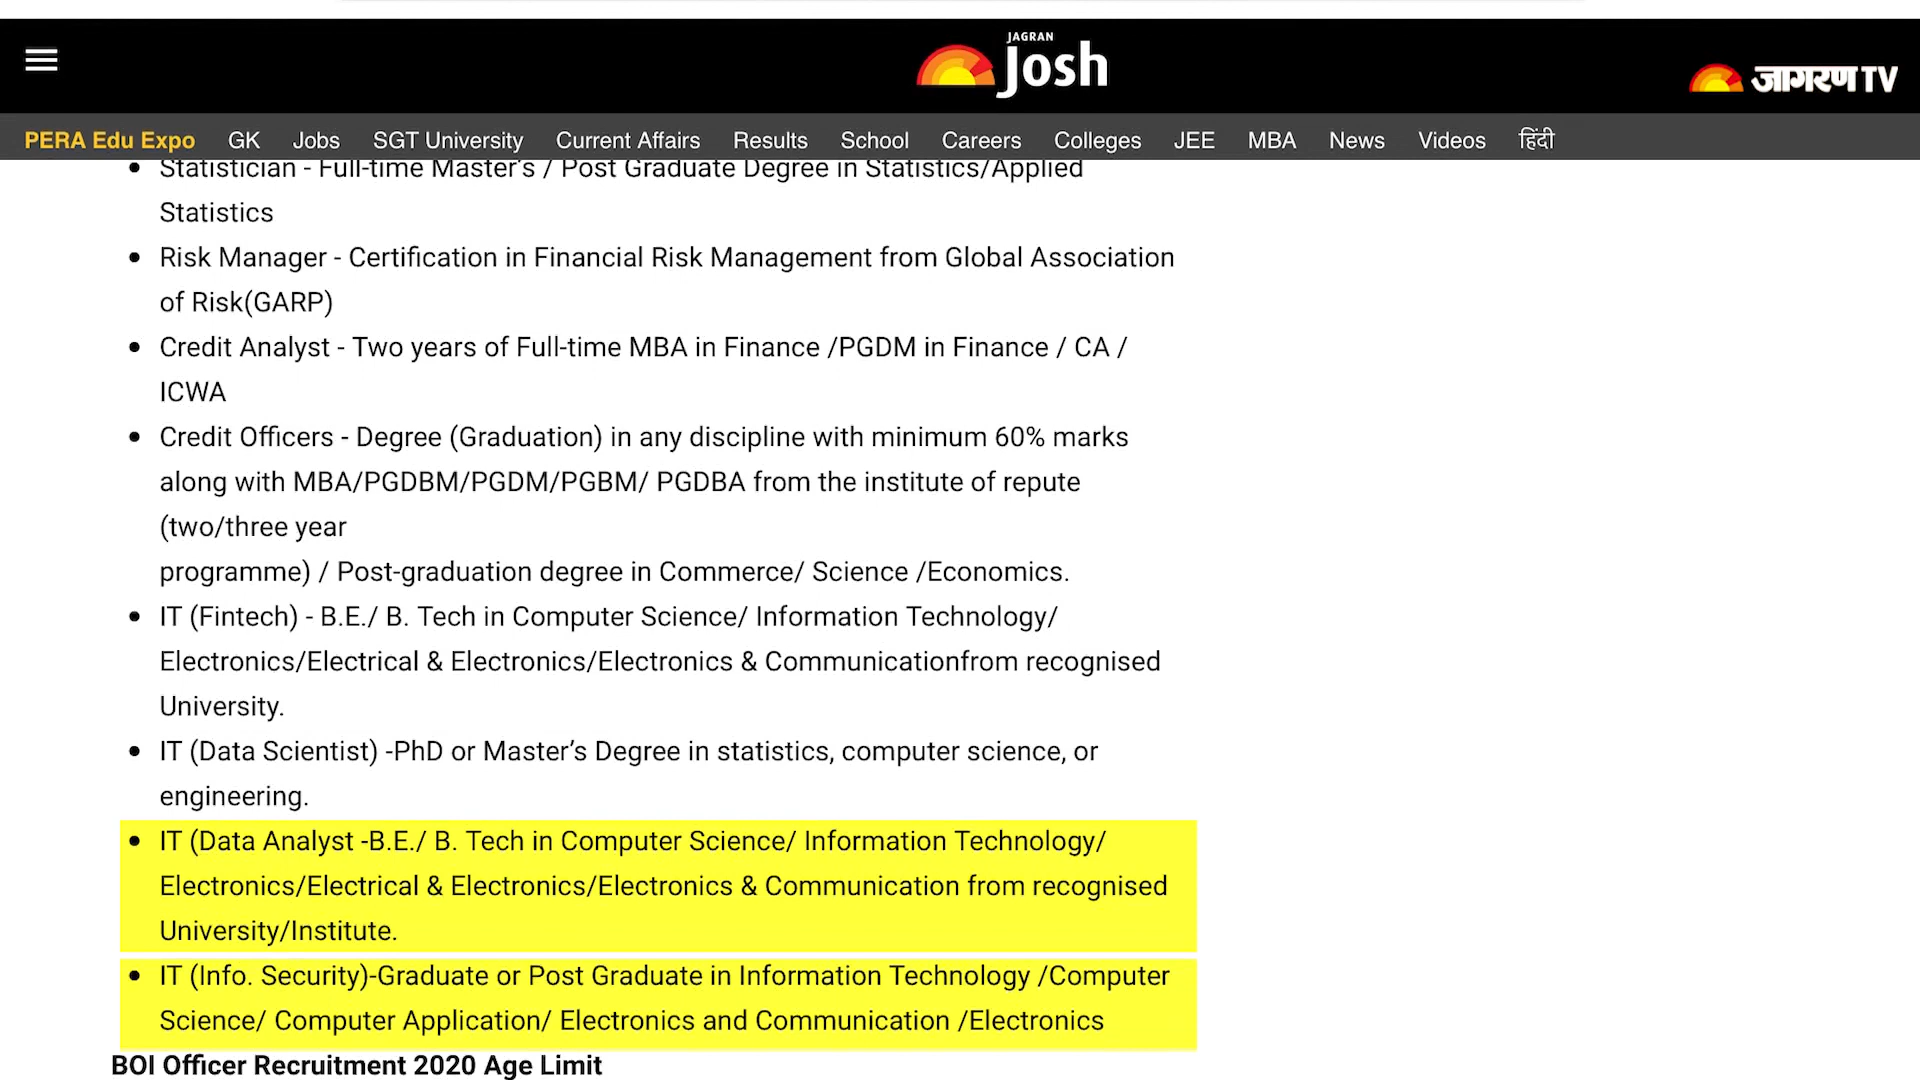 JAGRAN
Josh
जागरण TV
PERA Edu Expo GK Jobs SGT University Current Affairs Results School Careers Colleges JEE MBA News Videos हिंदी
Statistician - Full-time Master's / Post Graduate Degree in Statistics/Applied
Statistics
Risk Manager - Certification in Financial Risk Management from Global Association
of Risk(GARP)
Credit Analyst - Two years of Full-time MBA in Finance /PGDM in Finance / CA /
ICWA
Credit Officers - Degree (Graduation) in any discipline with minimum 60% marks
along with MBA/PGDBM/PGDM/PGBM/ PGDBA from the institute of repute
(two/three year
programme) / Post-graduation degree in Commerce/ Science /Economics.
IT (Fintech) - B.E./ B. Tech in Computer Science/ Information Technology/
Electronics/Electrical & Electronics/Electronics & Communicationfrom recognised
University.
IT (Data Scientist) -PhD or Master’s Degree in statistics, computer science, or
engineering.
IT (Data Analyst -B.E./ B. Tech in Computer Science/ Information Technology/
Electronics/Electrical & Electronics/Electronics & Communication from recognised
University/Institute.
IT (Info. Security)-Graduate or Post Graduate in Information Technology /Computer
Science/ Computer Application/ Electronics and Communication /Electronics
BOI Officer Recruitment 2020 Age Limit